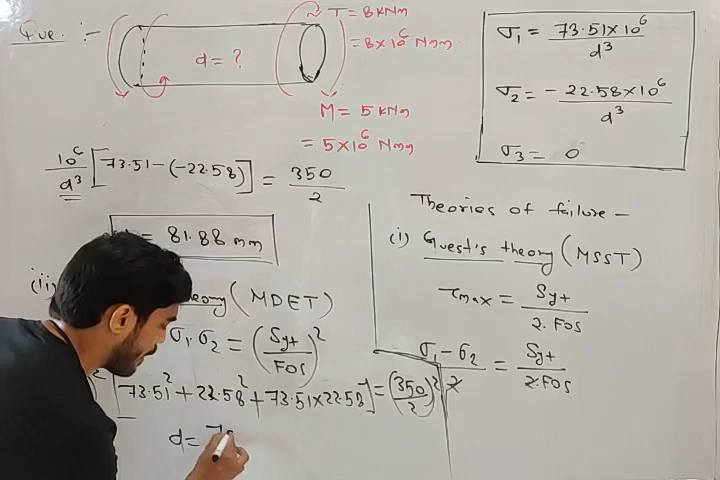 Que. :-
T = 8 kNm
= 8×10⁶ Nmm
d = ?
M = 5 kNm
= 5×10⁶ Nmm
σ₁ = 73.51×10⁶ / d³
σ₂ = - 22.58×10⁶ / d³
σ₃ = 0
10⁶/d³ [73.51-(-22.58)] = 350/2
= 81.88 mm
Theories of failure -
(i) Guest's theory (MSST)
τmax = Syt / 2.FOS
σ₁-σ₂ / 2 = Syt / 2.FOS
(ii) theory (MDET)
σ₁.σ₂ = (Syt/FOS)²
[73.51² + 22.58² + 73.51×22.58] = (350/2)²
d = 7